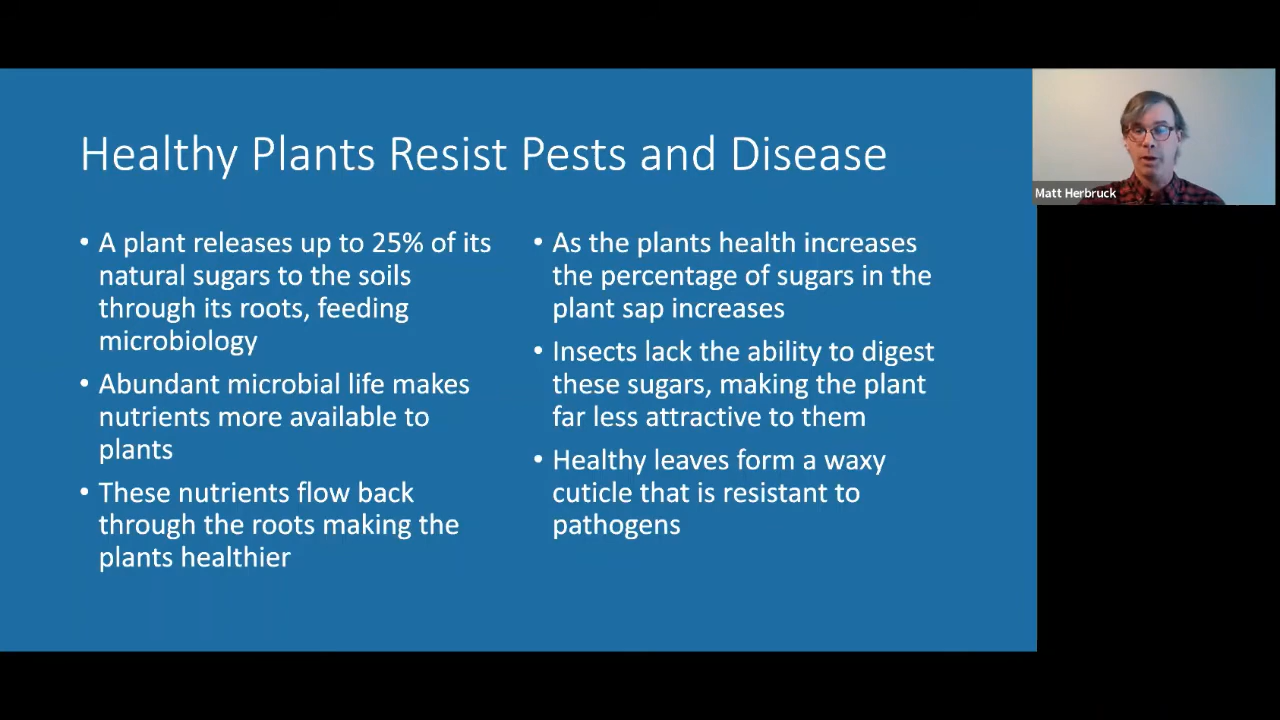 Healthy Plants Resist Pests and Disease
• A plant releases up to 25% of its
natural sugars to the soils
through its roots, feeding
microbiology
• Abundant microbial life makes
nutrients more available to
plants
• These nutrients flow back
through the roots making the
plants healthier
• As the plants health increases
the percentage of sugars in the
plant sap increases
• Insects lack the ability to digest
these sugars, making the plant
far less attractive to them
• Healthy leaves form a waxy
cuticle that is resistant to
pathogens
Matt Herbruck